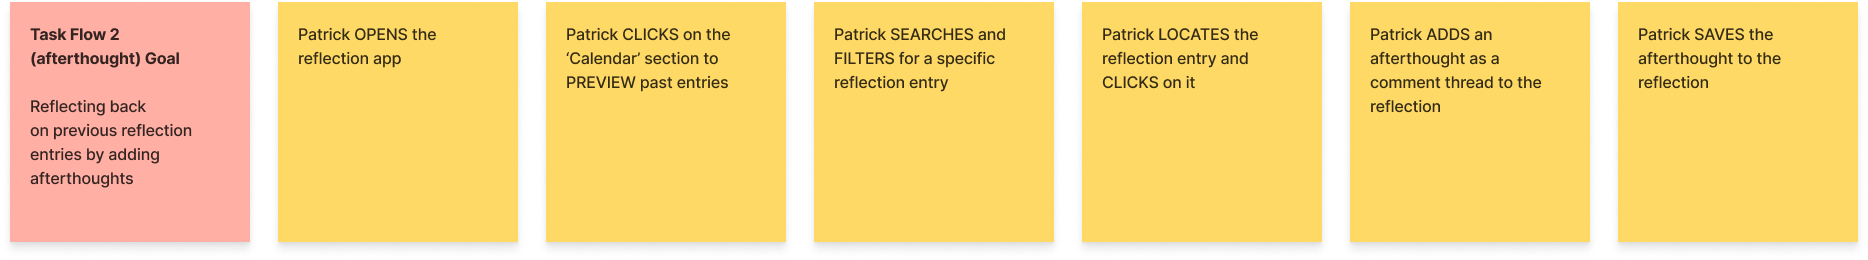 Task Flow 2
(afterthought) Goal
Reflecting back
on previous reflection
entries by adding
afterthoughts
Patrick OPENS the
reflection app
Patrick CLICKS on the
‘Calendar’ section to
PREVIEW past entries
Patrick SEARCHES and
FILTERS for a specific
reflection entry
Patrick LOCATES the
reflection entry and
CLICKS on it
Patrick ADDS an
afterthought as a
comment thread to the
reflection
Patrick SAVES the
afterthought to the
reflection